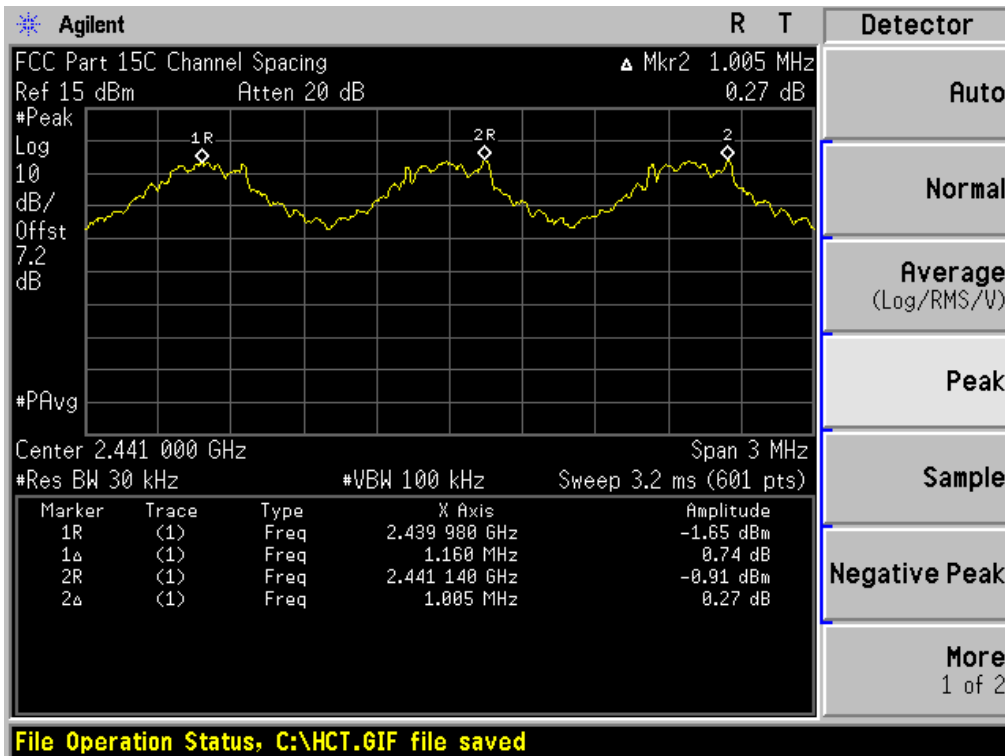 Agilent R T
FCC Part 15C Channel Spacing
Δ Mkr2 1.005 MHz
Ref 15 dBm Atten 20 dB 0.27 dB
#Peak
Log
10
dB/
Offst
7.2
dB
#PAvg
1R
2R
2
Center 2.441 000 GHz Span 3 MHz
#Res BW 30 kHz #VBW 100 kHz Sweep 3.2 ms (601 pts)
Marker Trace Type X Axis Amplitude
1R (1) Freq 2.439 980 GHz -1.65 dBm
1Δ (1) Freq 1.160 MHz 0.74 dB
2R (1) Freq 2.441 140 GHz -0.91 dBm
2Δ (1) Freq 1.005 MHz 0.27 dB
File Operation Status, C:\HCT.GIF file saved
Detector
Auto
Normal
Average
(Log/RMS/V)
Peak
Sample
Negative Peak
More
1 of 2